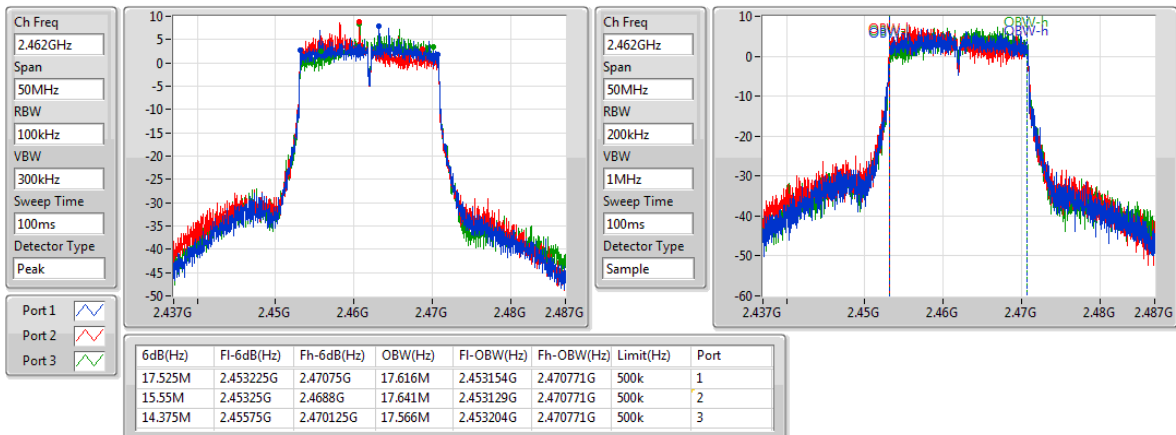 Ch Freq
2.462GHz
Span
50MHz
RBW
100kHz
VBW
300kHz
Sweep Time
100ms
Detector Type
Peak
Port 1
Port 2
Port 3
10
5
0
-5
-10
-15
-20
-25
-30
-35
-40
-45
-50
2.437G 2.45G 2.46G 2.47G 2.487G
Ch Freq
2.462GHz
Span
50MHz
RBW
200kHz
VBW
1MHz
Sweep Time
100ms
Detector Type
Sample
10
0
-10
-20
-30
-40
-50
-60
OBW-h
OBW-h
2.437G 2.45G 2.46G 2.47G 2.48G 2.487G
6dB(Hz) Fl-6dB(Hz) Fh-6dB(Hz) OBW(Hz) Fl-OBW(Hz) Fh-OBW(Hz) Limit(Hz) Port
17.525M 2.453225G 2.47075G 17.616M 2.453154G 2.470771G 500k 1
15.55M 2.45325G 2.4688G 17.641M 2.453129G 2.470771G 500k 2
14.375M 2.45575G 2.470125G 17.566M 2.453204G 2.470771G 500k 3